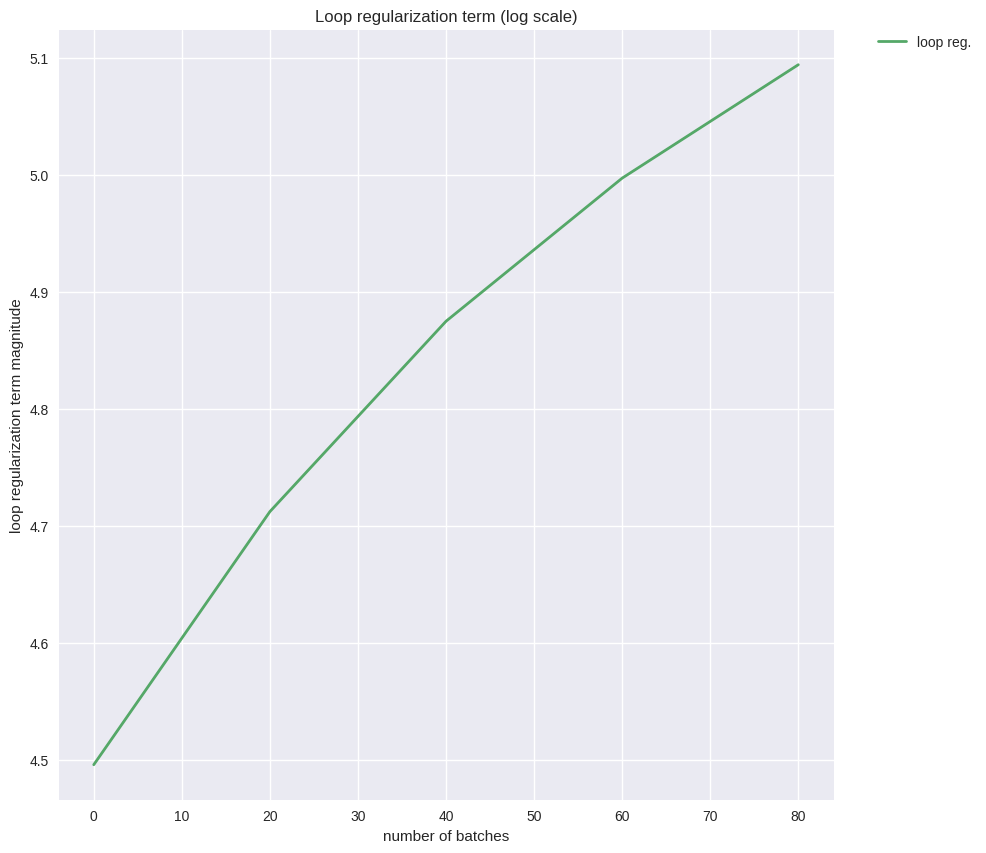 Loop regularization term (log scale)
loop reg.
loop regularization term magnitude
5.1
5.0
4.9
4.8
4.7
4.6
4.5
0 10 20 30 40 50 60 70 80
number of batches